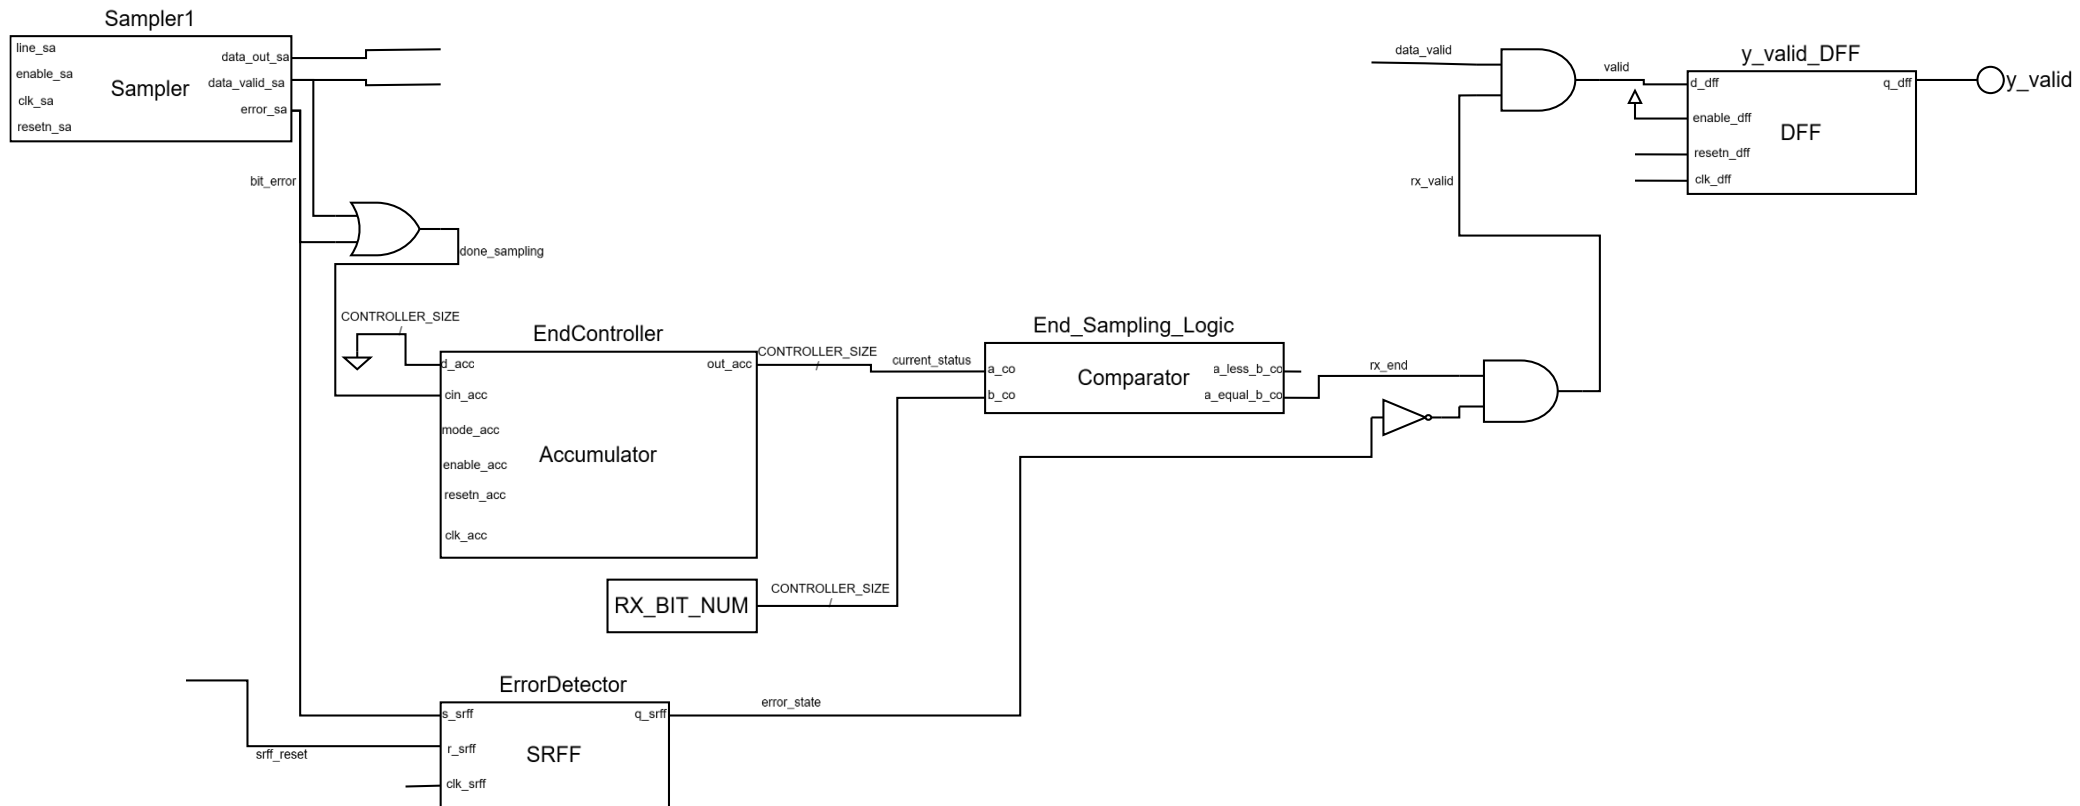 Sampler1
line_sa
enable_sa
clk_sa
resetn_sa
Sampler
data_out_sa
data_valid_sa
error_sa
bit_error
done_sampling
CONTROLLER_SIZE
EndController
d_acc
cin_acc
mode_acc
enable_acc
resetn_acc
clk_acc
Accumulator
out_acc
CONTROLLER_SIZE
current_status
RX_BIT_NUM
CONTROLLER_SIZE
End_Sampling_Logic
a_co
b_co
Comparator
a_less_b_co
a_equal_b_co
rx_end
ErrorDetector
s_srff
r_srff
clk_srff
SRFF
q_srff
srff_reset
error_state
data_valid
rx_valid
valid
y_valid_DFF
d_dff
enable_dff
resetn_dff
clk_dff
DFF
q_dff
y_valid